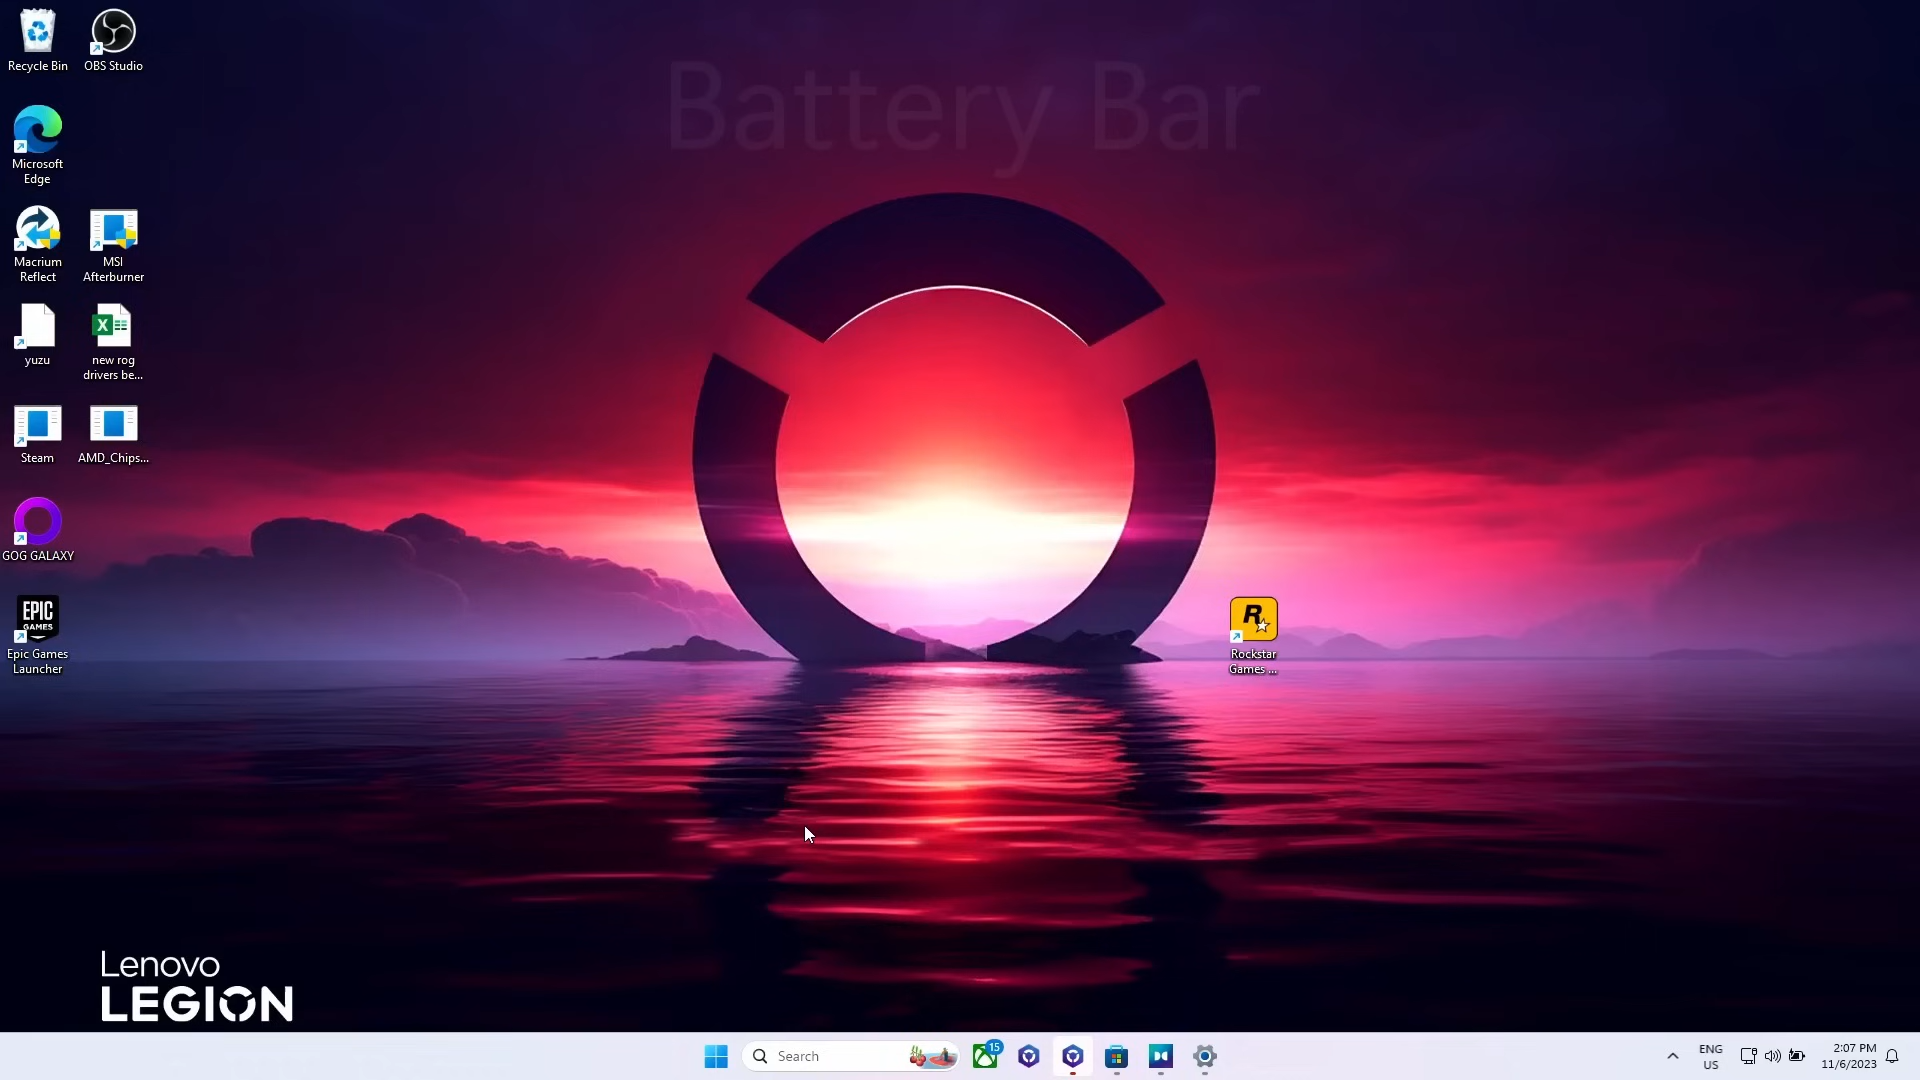 Battery Bar
Recycle Bin
OBS Studio
Microsoft
Edge
Macrium
Reflect
MSI
Afterburner
yuzu
new rog
drivers be...
Steam
AMD_Chips...
GOG GALAXY
EPIC
GAMES
Epic Games
Launcher
R
Rockstar
Games ...
Lenovo
LEGION
Search
15
ENG
US
2:07 PM
11/6/2023